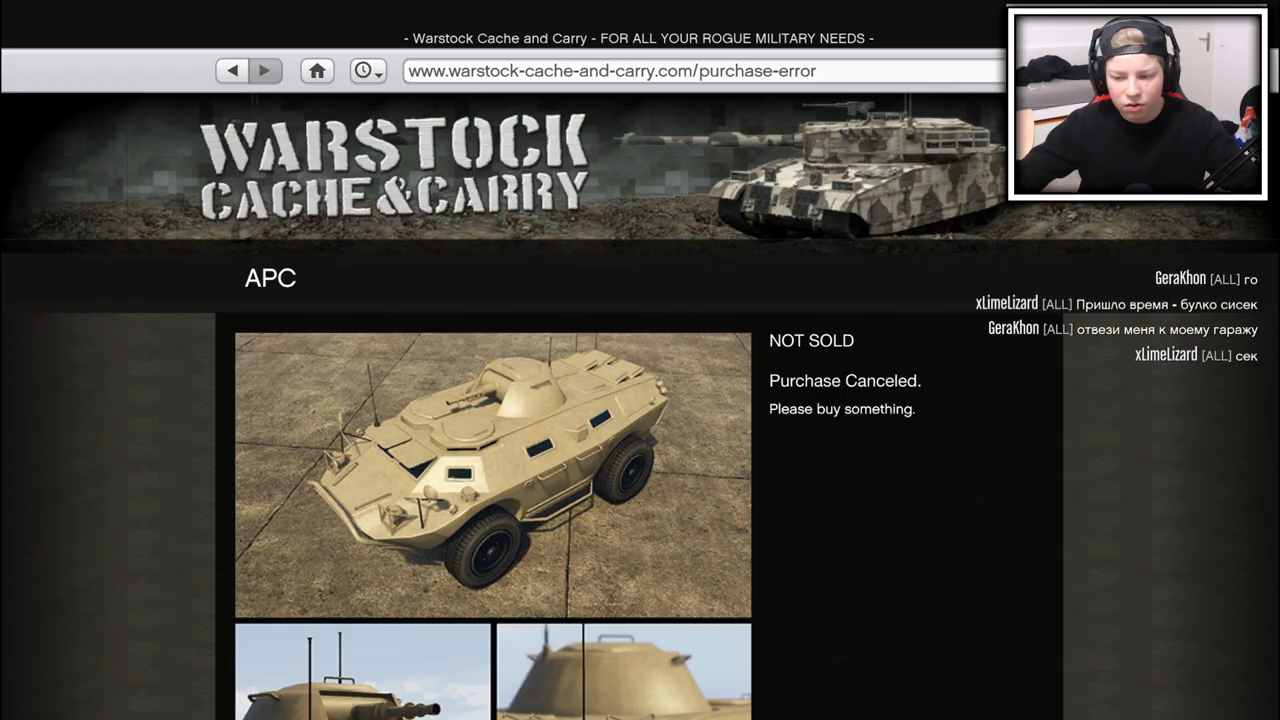 - Warstock Cache and Carry - FOR ALL YOUR ROGUE MILITARY NEEDS -
www.warstock-cache-and-carry.com/purchase-error
WARSTOCK
CACHE&CARRY
APC
GeraKhon [ALL] го
xLimeLizard [ALL] Пришло время - булко сисек
GeraKhon [ALL] отвези меня к моему гаражу
xLimeLizard [ALL] сек
NOT SOLD
Purchase Canceled.
Please buy something.